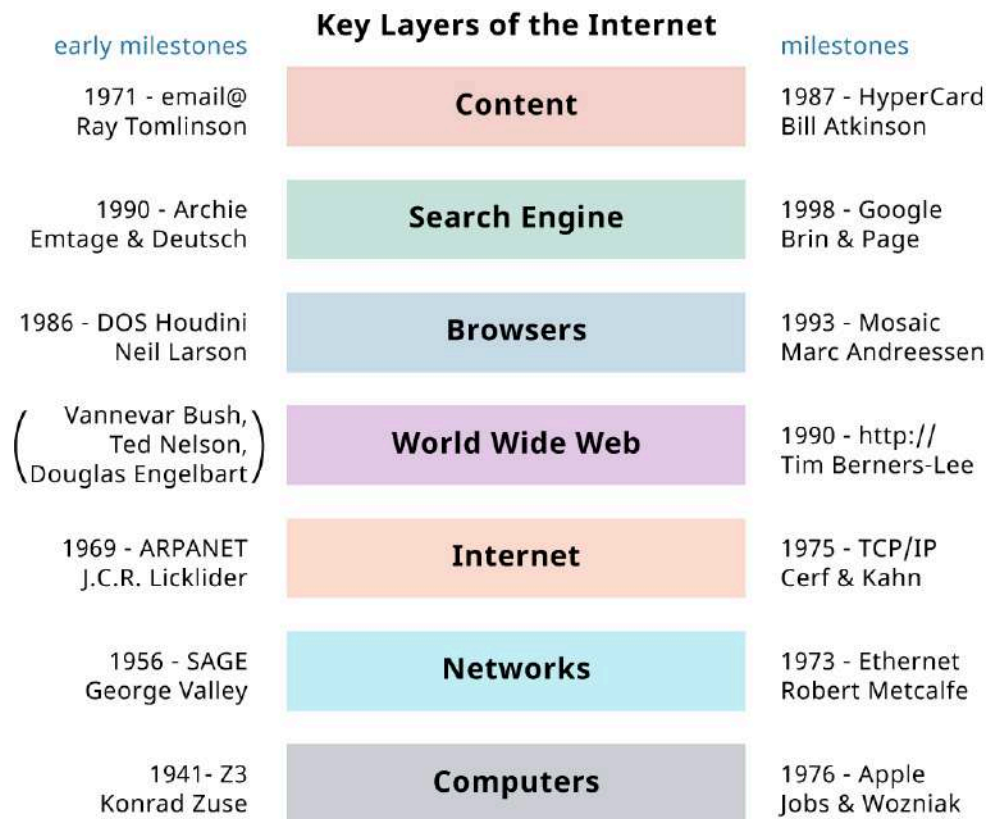 Key Layers of the Internet
early milestones
milestones
1971 - email@
Ray Tomlinson
Content
1987 - HyperCard
Bill Atkinson
1990 - Archie
Emtage & Deutsch
Search Engine
1998 - Google
Brin & Page
1986 - DOS Houdini
Neil Larson
Browsers
1993 - Mosaic
Marc Andreessen
(Vannevar Bush,
Ted Nelson,
Douglas Engelbart)
World Wide Web
1990 - http://
Tim Berners-Lee
1969 - ARPANET
J.C.R. Licklider
Internet
1975 - TCP/IP
Cerf & Kahn
1956 - SAGE
George Valley
Networks
1973 - Ethernet
Robert Metcalfe
1941- Z3
Konrad Zuse
Computers
1976 - Apple
Jobs & Wozniak